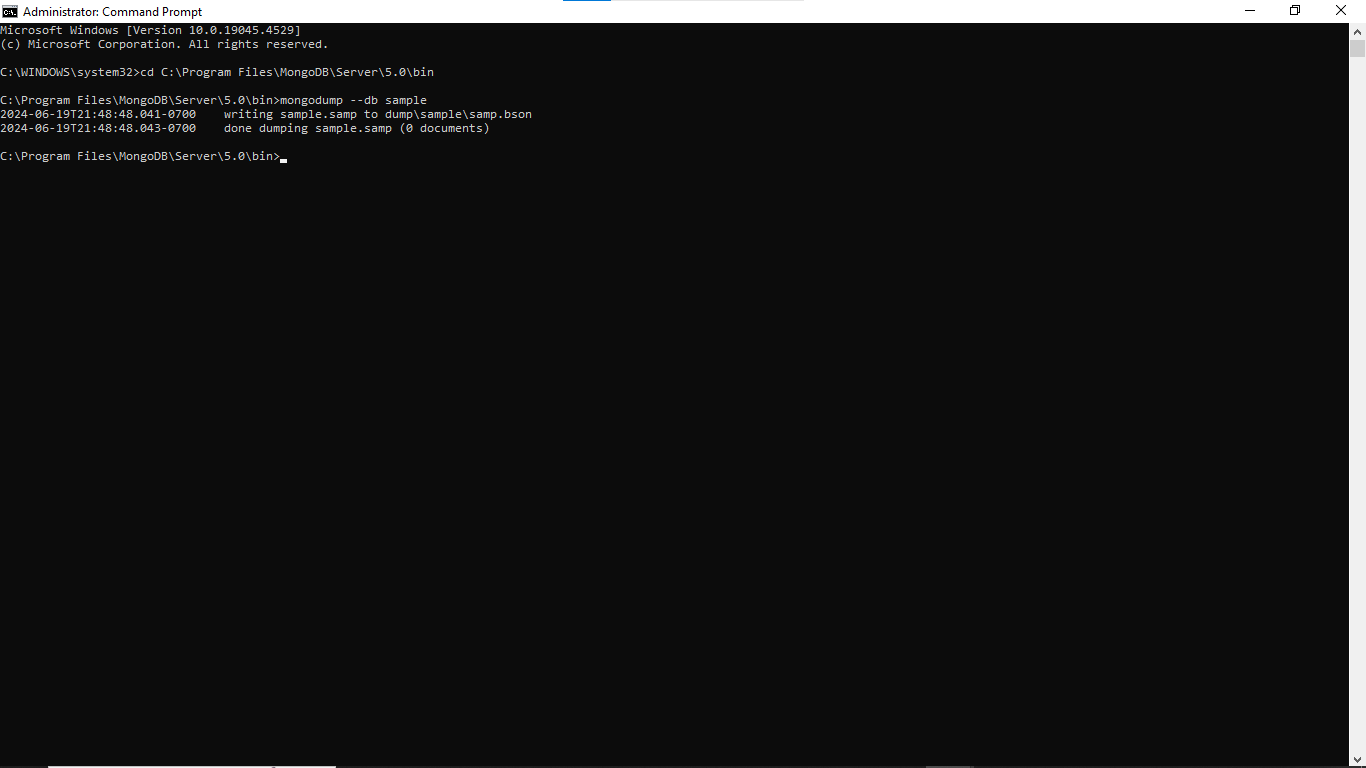 Administrator: Command Prompt
Microsoft Windows [Version 10.0.19045.4529]
(c) Microsoft Corporation. All rights reserved.
C:\WINDOWS\system32>cd C:\Program Files\MongoDB\Server\5.0\bin
C:\Program Files\MongoDB\Server\5.0\bin>mongodump --db sample
2024-06-19T21:48:48.041-0700    writing sample.samp to dump\sample\samp.bson
2024-06-19T21:48:48.043-0700    done dumping sample.samp (0 documents)
C:\Program Files\MongoDB\Server\5.0\bin>